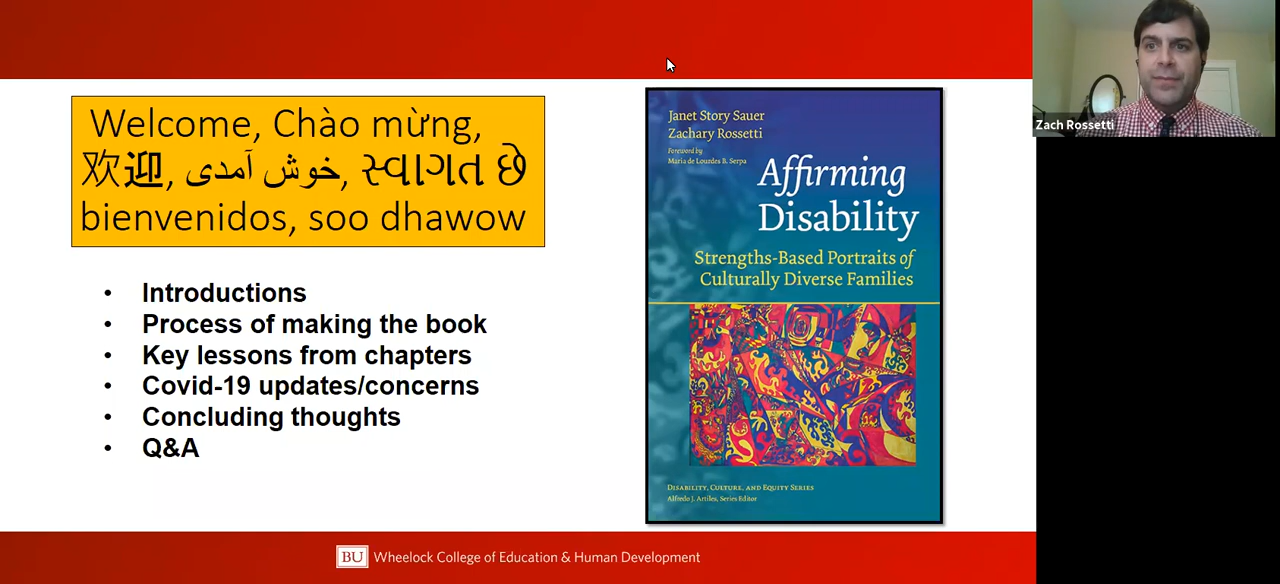 Welcome, Chào mừng,
欢迎, خوش آمدی, સ્વાગત છે
bienvenidos, soo dhawow
• Introductions
• Process of making the book
• Key lessons from chapters
• Covid-19 updates/concerns
• Concluding thoughts
• Q&A
Janet Story Sauer
Zachary Rossetti
Foreword by
Maria de Lourdes B. Serpa
Affirming
Disability
Strengths-Based Portraits of
Culturally Diverse Families
Disability, Culture, and Equity Series
Alfredo J. Artiles, Series Editor
Zach Rossetti
BU Wheelock College of Education & Human Development